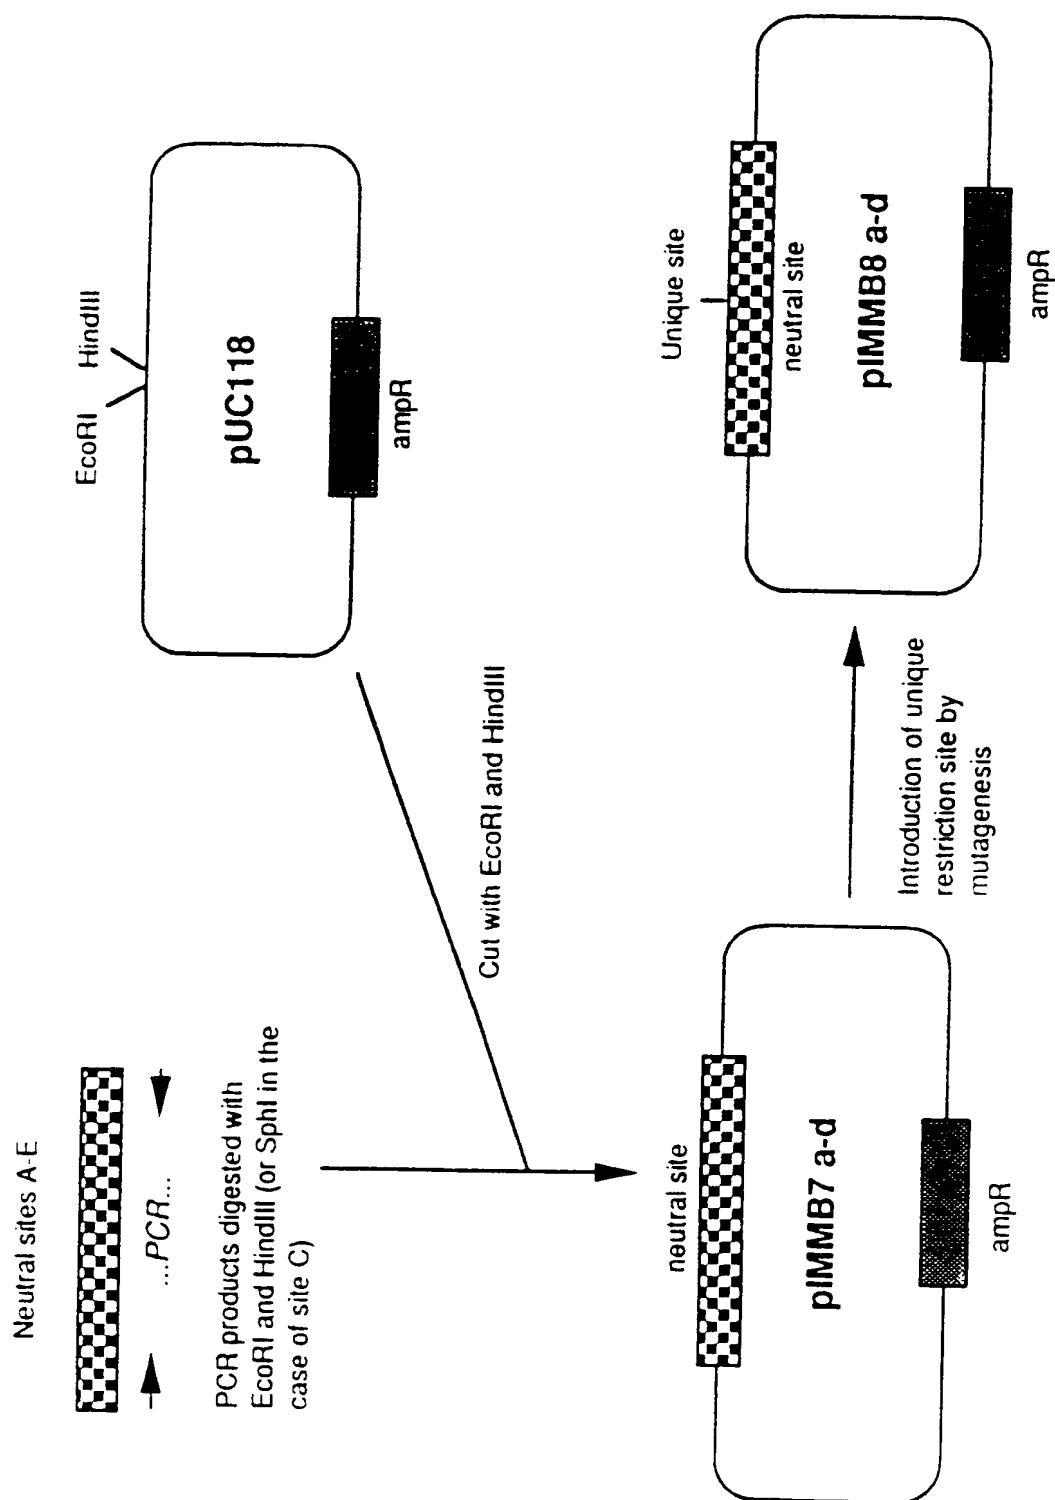 Neutral sites A-E
...PCR...
PCR products digested with
EcoRI and HindIII (or SphI in the
case of site C)
EcoRI
HindIII
pUC118
ampR
Cut with EcoRI and HindIII
neutral site
pIMMB7 a-d
ampR
Introduction of unique
restriction site by
mutagenesis
Unique site
neutral site
pIMMB8 a-d
ampR